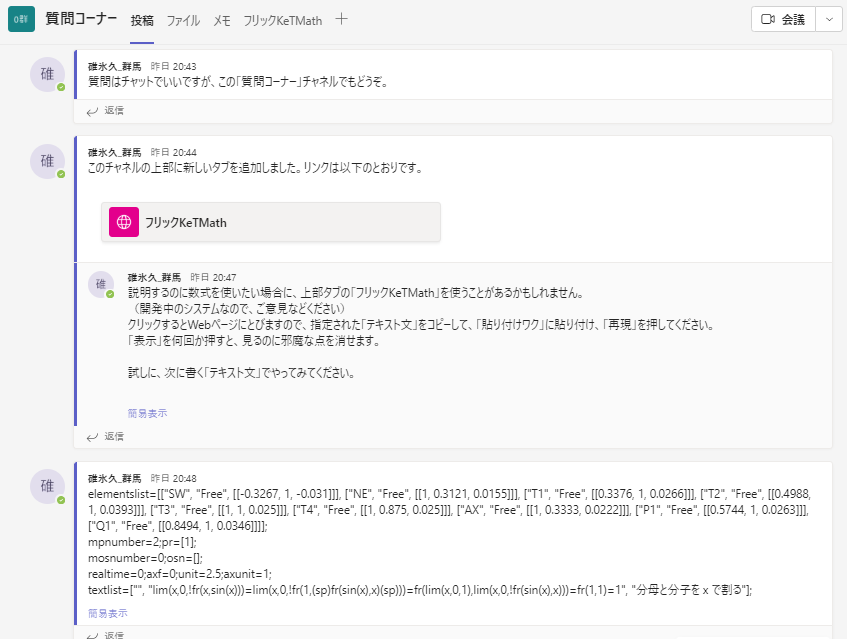 0群 質問コーナー 投稿 ファイル メモ フリックKeTMath 会議
碓 碓氷久_群馬 昨日 20:43
質問はチャットでいいですが、この「質問コーナー」チャネルでもどうぞ。
返信
碓 碓氷久_群馬 昨日 20:44
このチャネルの上部に新しいタブを追加しました。リンクは以下のとおりです。
フリックKeTMath
碓 碓氷久_群馬 昨日 20:47
説明するのに数式を使いたい場合に、上部タブの「フリックKeTMath」を使うことがあるかもしれません。
(開発中のシステムなので、ご意見などください)
クリックするとWebページにとびますので、指定された「テキスト文」をコピーして、「貼り付けワク」に貼り付け、「再現」を押してください。
「表示」を何回か押すと、見るのに邪魔な点を消せます。
試しに、次に書く「テキスト文」でやってみてください。
簡易表示
返信
碓 碓氷久_群馬 昨日 20:48
elementslist=[["SW", "Free", [[-0.3267, 1, -0.031]]], ["NE", "Free", [[1, 0.3121, 0.0155]]], ["T1", "Free", [[0.3376, 1, 0.0266]]], ["T2", "Free", [[0.4988,
1, 0.0393]]], ["T3", "Free", [[1, 1, 0.025]]], ["T4", "Free", [[1, 0.875, 0.025]]], ["AX", "Free", [[1, 0.3333, 0.0222]]], ["P1", "Free", [[0.5744, 1, 0.0263]]],
["Q1", "Free", [[0.8494, 1, 0.0346]]]];
mpnumber=2;pr=[1];
mosnumber=0;osn=[];
realtime=0;axf=0;unit=2.5;axunit=1;
textlist=["", "lim(x,0,!fr(x,sin(x)))=lim(x,0,!fr(1,(sp)fr(sin(x),x)(sp)))=fr(lim(x,0,1),lim(x,0,!fr(sin(x),x)))=fr(1,1)=1", "分母と分子を x で割る"];
簡易表示
返信